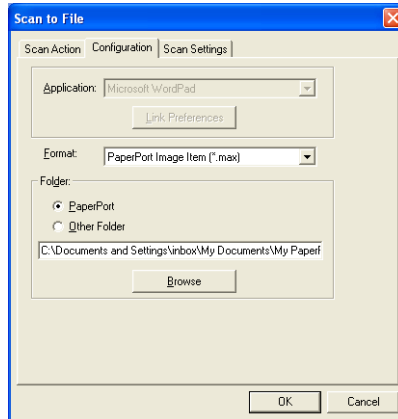 Scan to File
Scan Action Configuration Scan Settings
Application: Microsoft WordPad
Link Preferences
Format: PaperPort Image Item (*.max)
Folder:
PaperPort
Other Folder
C:\Documents and Settings\inbox\My Documents\My Paperf
Browse
OK Cancel